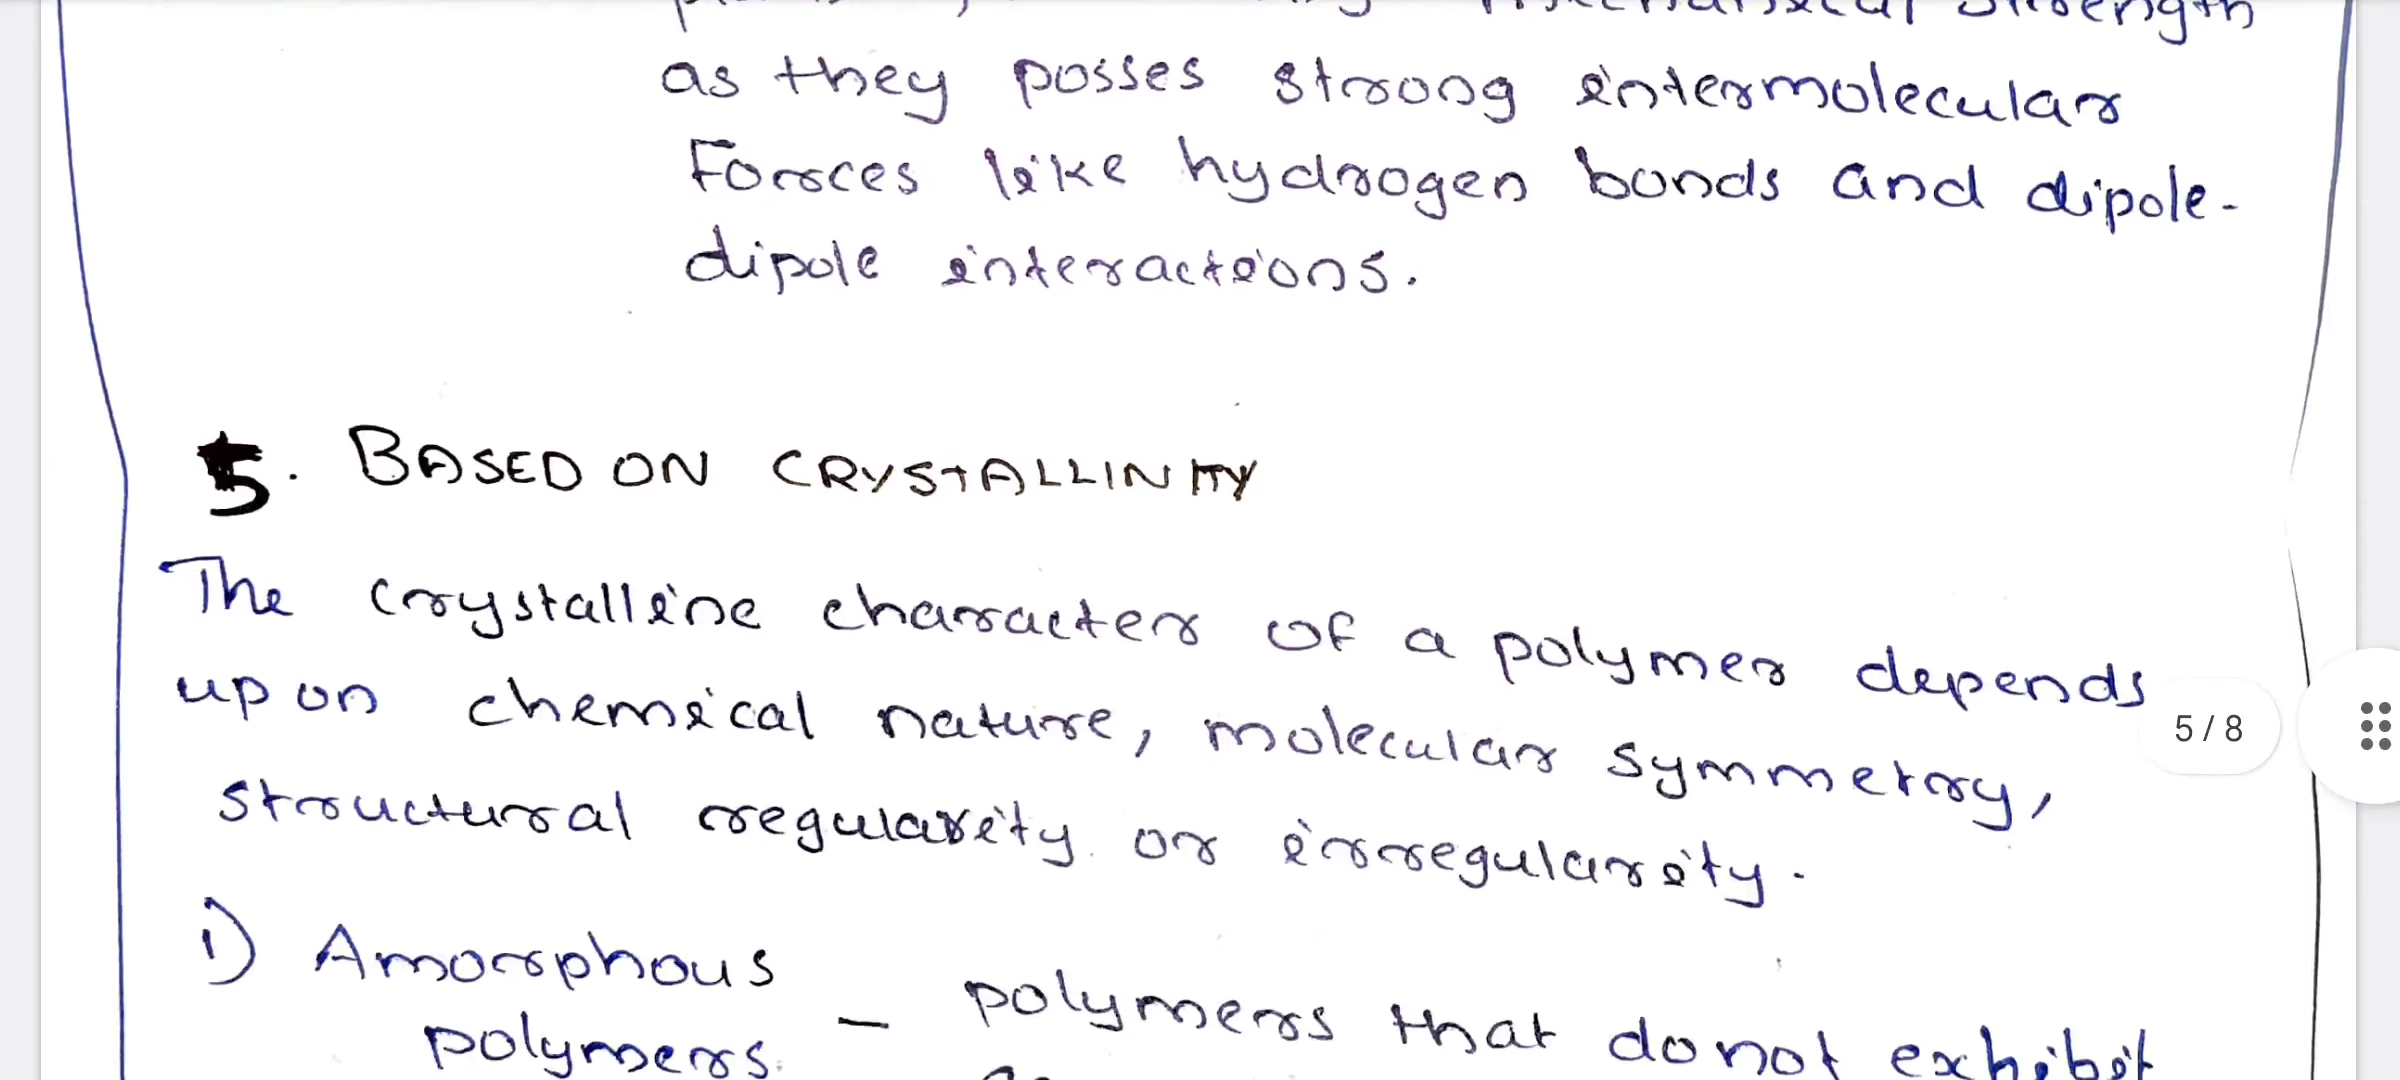 strength
as they posses strong intermolecular
Forces like hydrogen bonds and dipole-
dipole interactions.
5. BASED ON CRYSTALLINITY
The crystalline character of a polymer depends
upon chemical nature, molecular symmetry,
structural regularity or irregularity.
5/8
i) Amorphous
polymers - polymers that do not exhibit